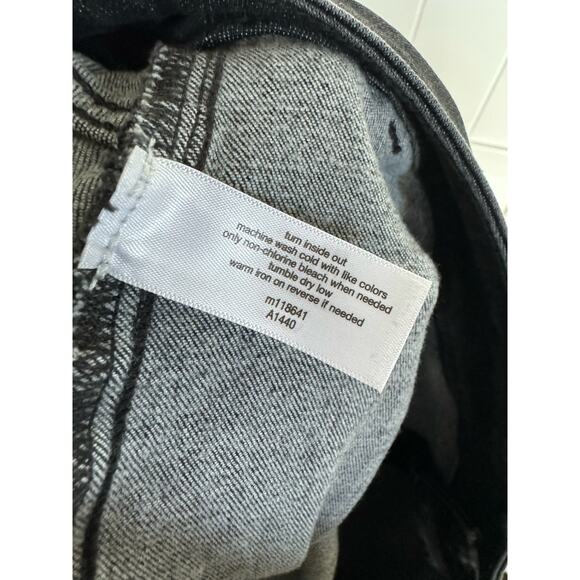 turn inside out
machine wash cold with like colors
only non-chlorine bleach when needed
tumble dry low
warm iron on reverse if needed
m118641
A1440